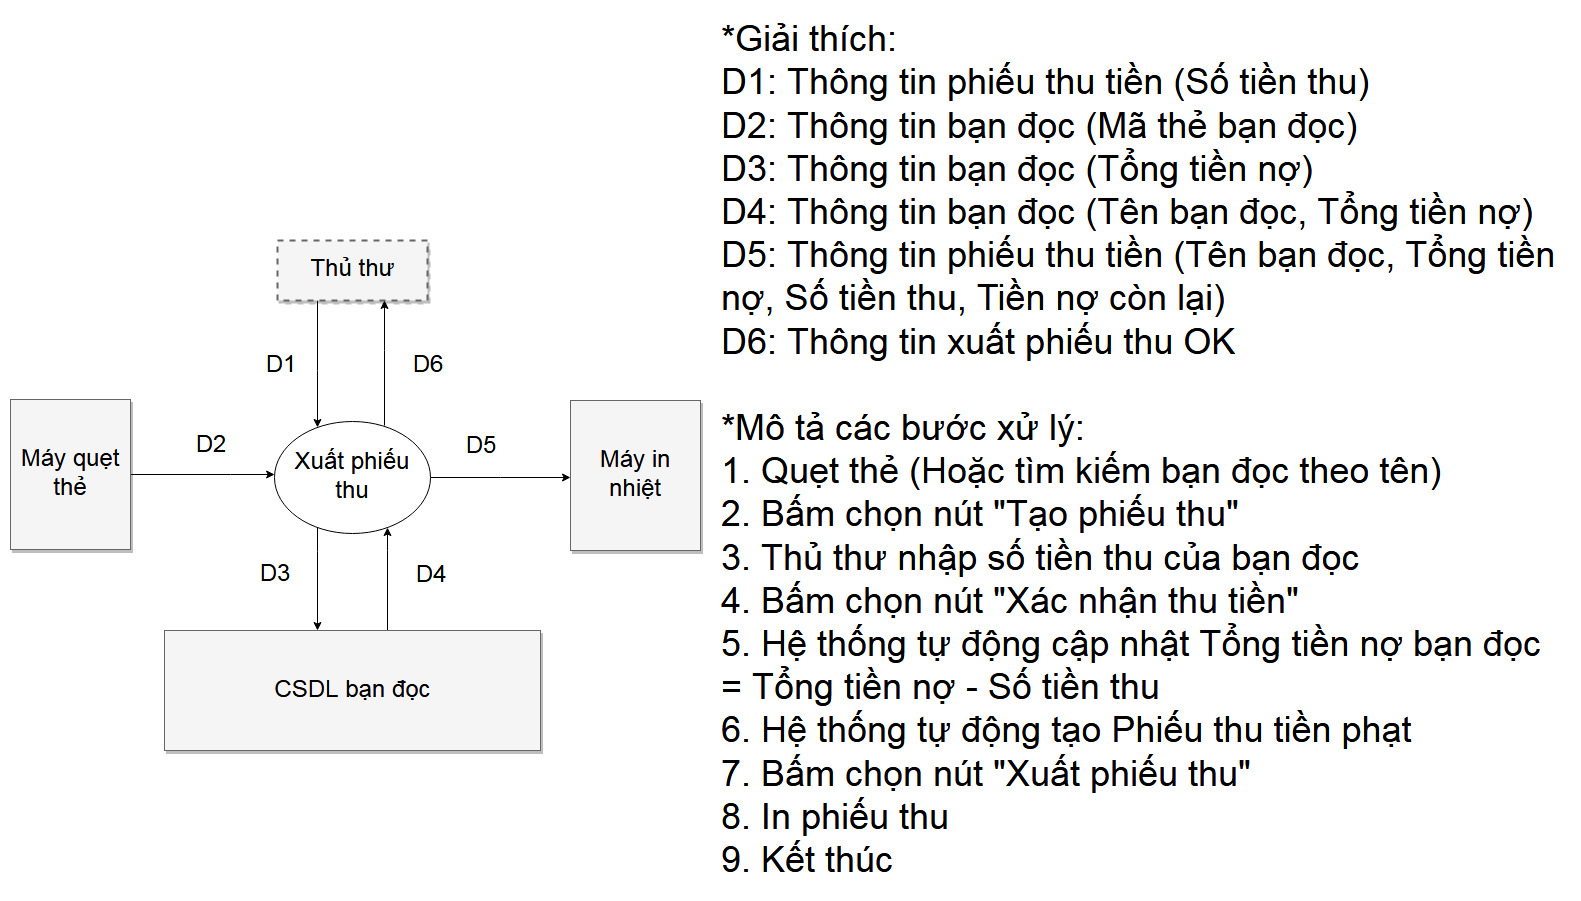 Thủ thư
D1
D6
Máy quẹt
thẻ
D2
Xuất phiếu
thu
D5
Máy in
nhiệt
D3
D4
CSDL bạn đọc
*Giải thích:
D1: Thông tin phiếu thu tiền (Số tiền thu)
D2: Thông tin bạn đọc (Mã thẻ bạn đọc)
D3: Thông tin bạn đọc (Tổng tiền nợ)
D4: Thông tin bạn đọc (Tên bạn đọc, Tổng tiền nợ)
D5: Thông tin phiếu thu tiền (Tên bạn đọc, Tổng tiền
nợ, Số tiền thu, Tiền nợ còn lại)
D6: Thông tin xuất phiếu thu OK
*Mô tả các bước xử lý:
1. Quẹt thẻ (Hoặc tìm kiếm bạn đọc theo tên)
2. Bấm chọn nút "Tạo phiếu thu"
3. Thủ thư nhập số tiền thu của bạn đọc
4. Bấm chọn nút "Xác nhận thu tiền"
5. Hệ thống tự động cập nhật Tổng tiền nợ bạn đọc
= Tổng tiền nợ - Số tiền thu
6. Hệ thống tự động tạo Phiếu thu tiền phạt
7. Bấm chọn nút "Xuất phiếu thu"
8. In phiếu thu
9. Kết thúc